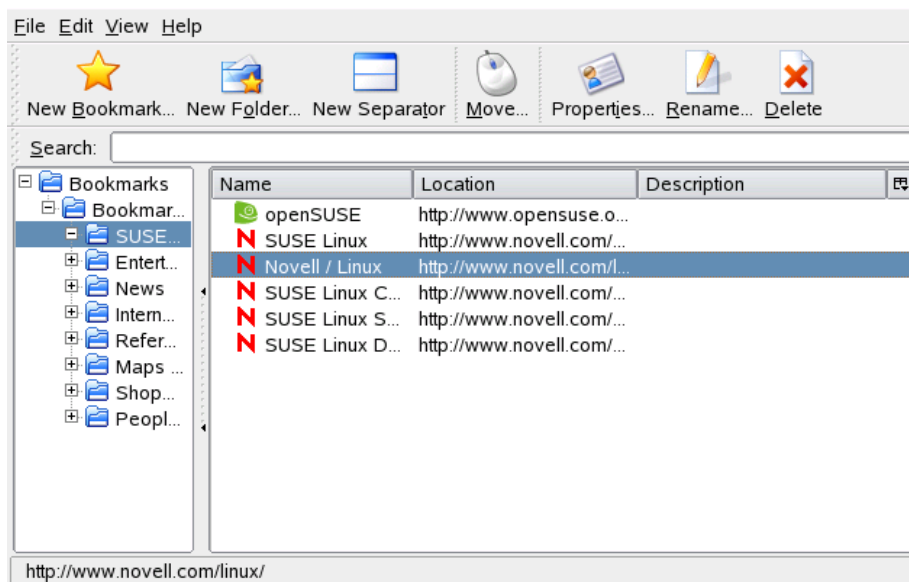 File Edit View Help
New Bookmark... New Folder... New Separator Move... Properties... Rename... Delete
Search:
Bookmarks
Bookmar...
SUSE...
Entert...
News
Intern...
Refer...
Maps ...
Shop...
Peopl...
Name Location Description
openSUSE http://www.opensuse.o...
SUSE Linux http://www.novell.com/...
Novell / Linux http://www.novell.com/l...
SUSE Linux C... http://www.novell.com/...
SUSE Linux S... http://www.novell.com/...
SUSE Linux D... http://www.novell.com/...
http://www.novell.com/linux/